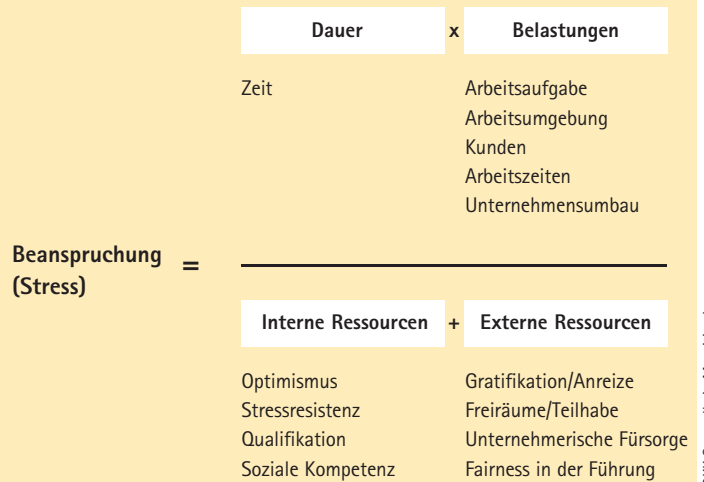 Dauer x Belastungen
Zeit Arbeitsaufgabe
Arbeitsumgebung
Kunden
Arbeitszeiten
Unternehmensumbau
Beanspruchung =
(Stress)
Interne Ressourcen + Externe Ressourcen
Optimismus Gratifikation/Anreize
Stressresistenz Freiräume/Teilhabe
Qualifikation Unternehmerische Fürsorge
Soziale Kompetenz Fairness in der Führung